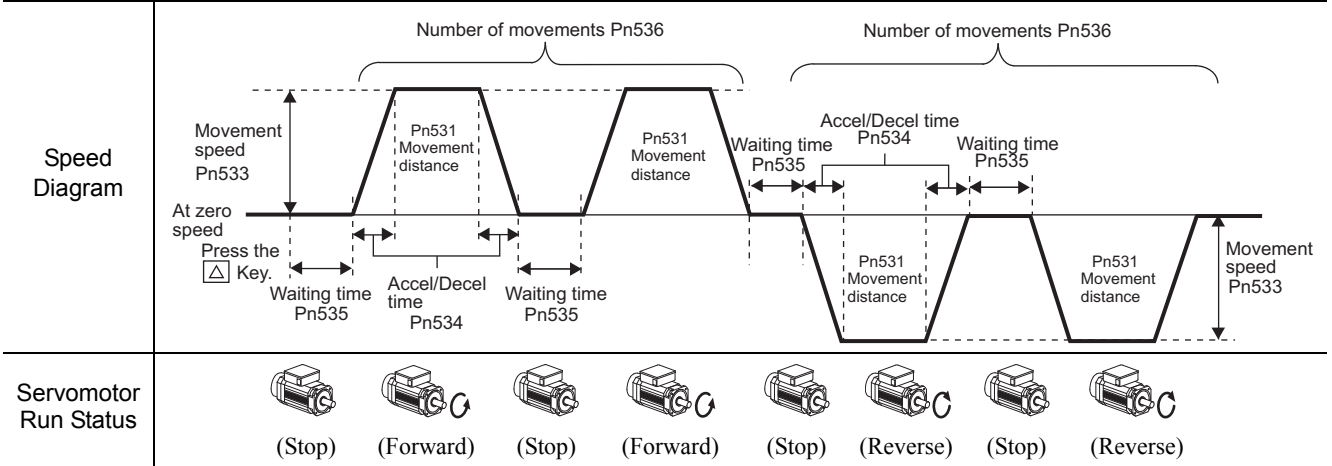 Speed
Diagram
Number of movements Pn536
Number of movements Pn536
Movement
speed
Pn533
Pn531
Movement
distance
Pn531
Movement
distance
Waiting time
Pn535
Accel/Decel time
Pn534
Waiting time
Pn535
At zero
speed
Press the
△ Key.
Waiting time
Pn535
Accel/Decel
time
Pn534
Waiting time
Pn535
Pn531
Movement
distance
Pn531
Movement
distance
Movement
speed
Pn533
Servomotor
Run Status
(Stop) (Forward) (Stop) (Forward) (Stop) (Reverse) (Stop) (Reverse)